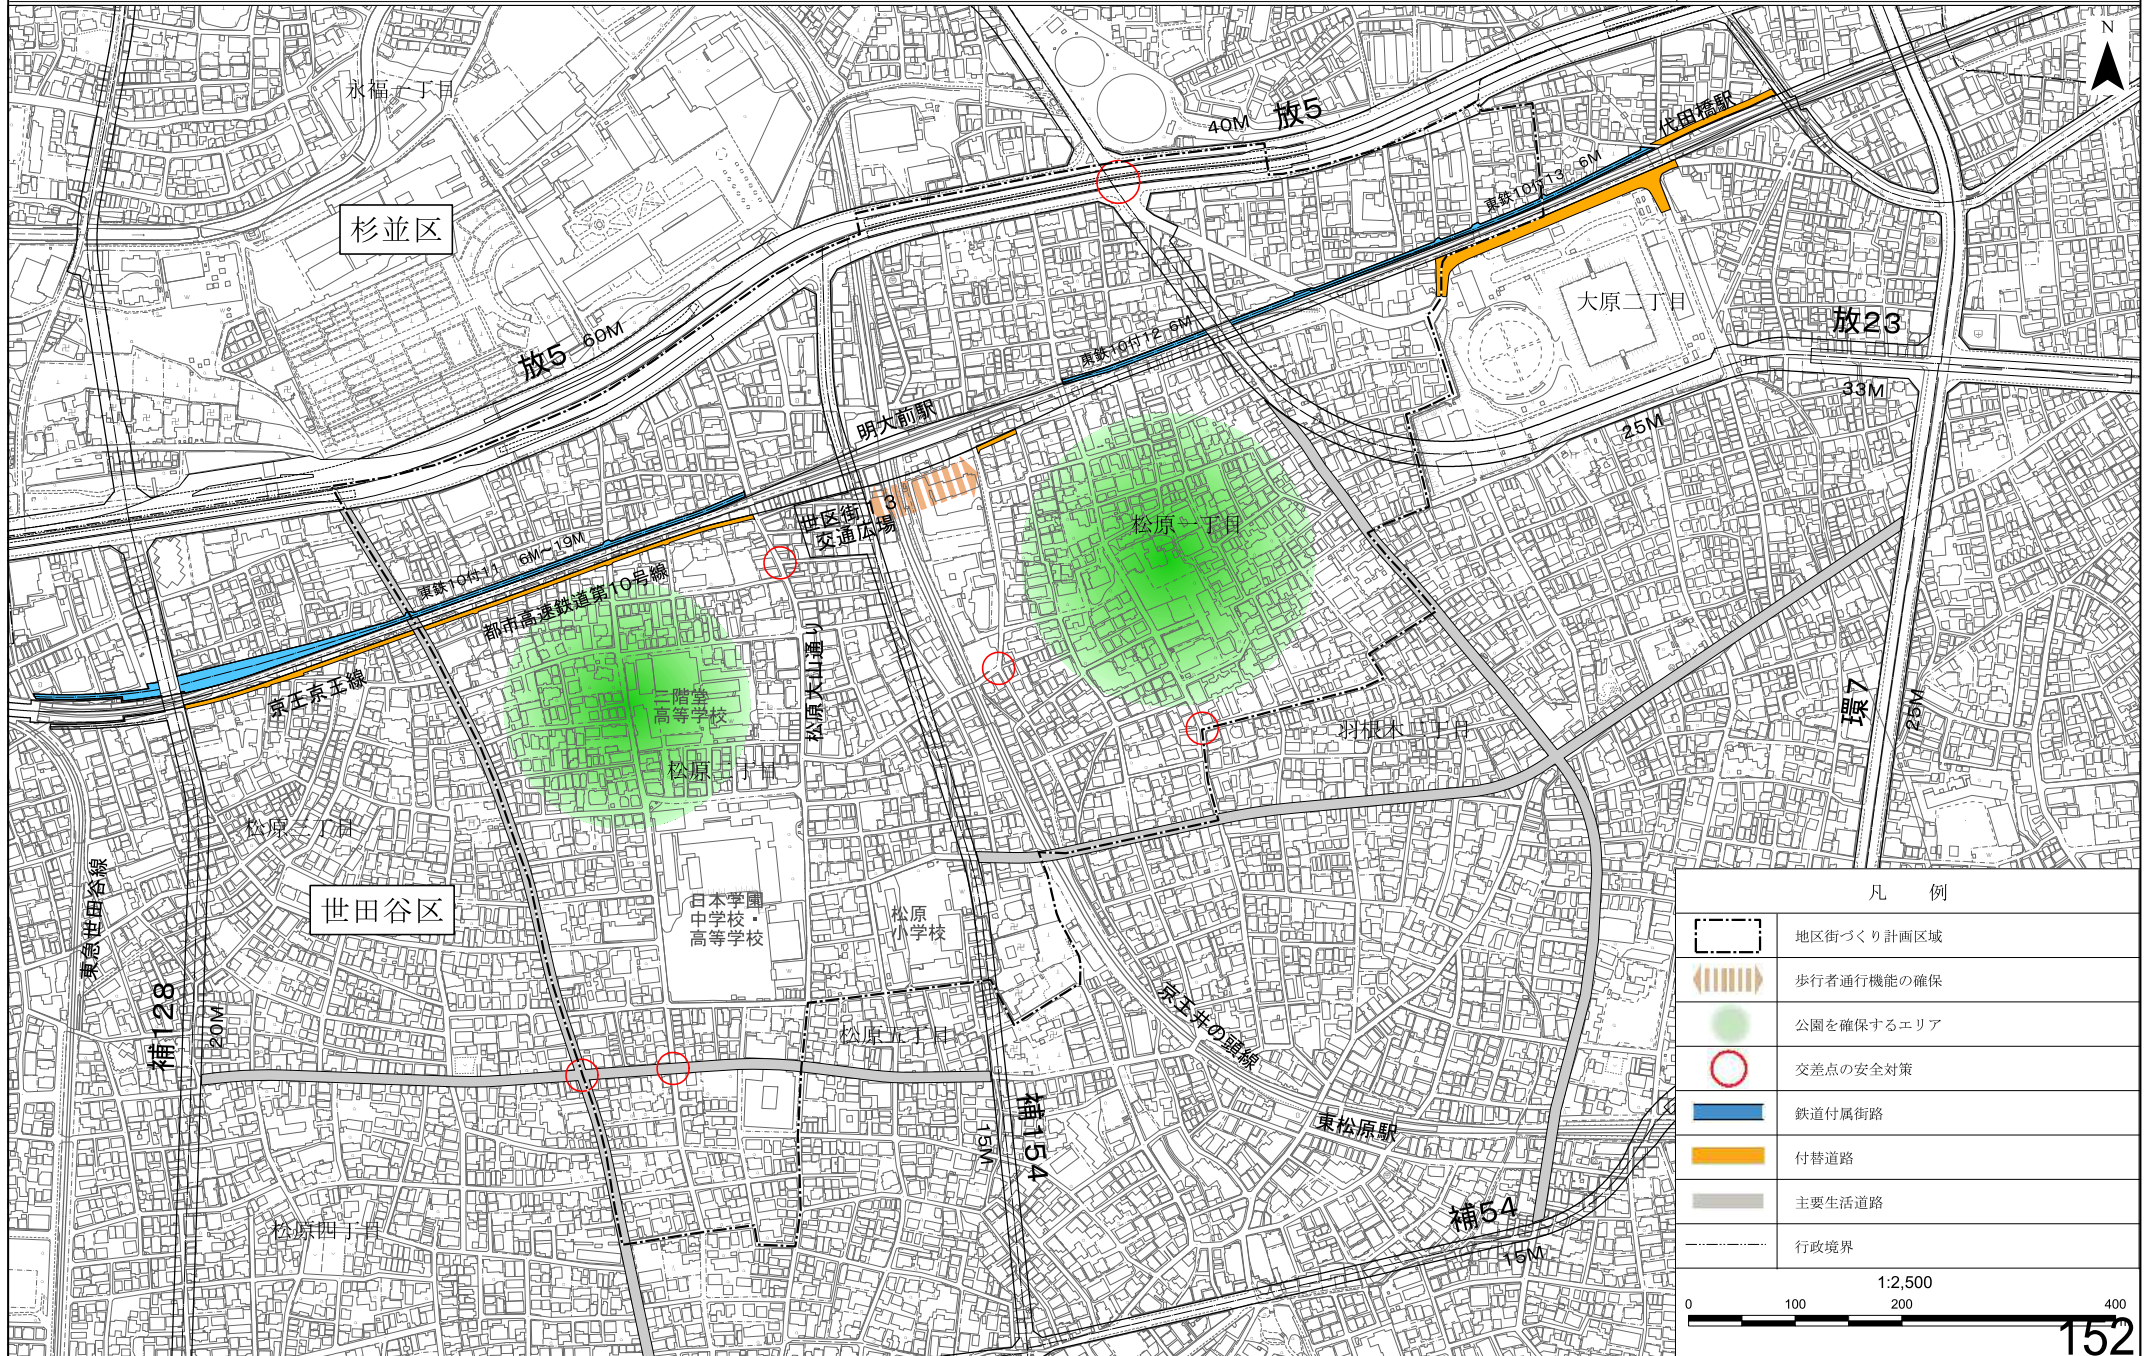 N
永福一丁目
40M 放5
代田橋駅
東鉄10付13 6M
杉並区
大原二丁目
放5 60M
東鉄10付12 6M
放23
33M
25M
明大前駅
世区街 13
交通広場
松原一丁目
東鉄10付11 6M~19M
都市高速鉄道第10号線
京王京王線
松原大山通り
二階堂
高等学校
松原二丁目
羽根木二丁目
環7
25M
松原三丁目
東急世田谷線
世田谷区
日本学園
中学校・
高等学校
松原
小学校
補128
20M
松原五丁目
京王井の頭線
15M
補154
東松原駅
松原四丁目
補54
15M
凡 例
地区街づくり計画区域
歩行者通行機能の確保
公園を確保するエリア
交差点の安全対策
鉄道付属街路
付替道路
主要生活道路
行政境界
1:2,500
0 100 200 400
152